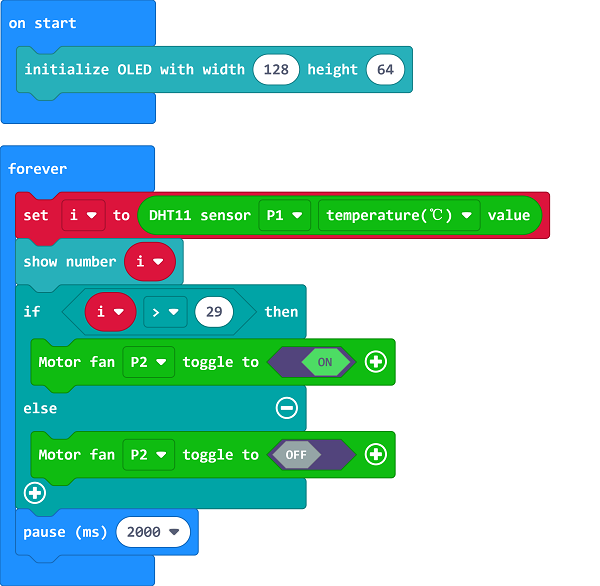 on start
initialize OLED with width 128 height 64
forever
set i to DHT11 sensor P1 temperature(℃) value
show number i
if i > 29 then
Motor fan P2 toggle to ON
else
Motor fan P2 toggle to OFF
pause (ms) 2000